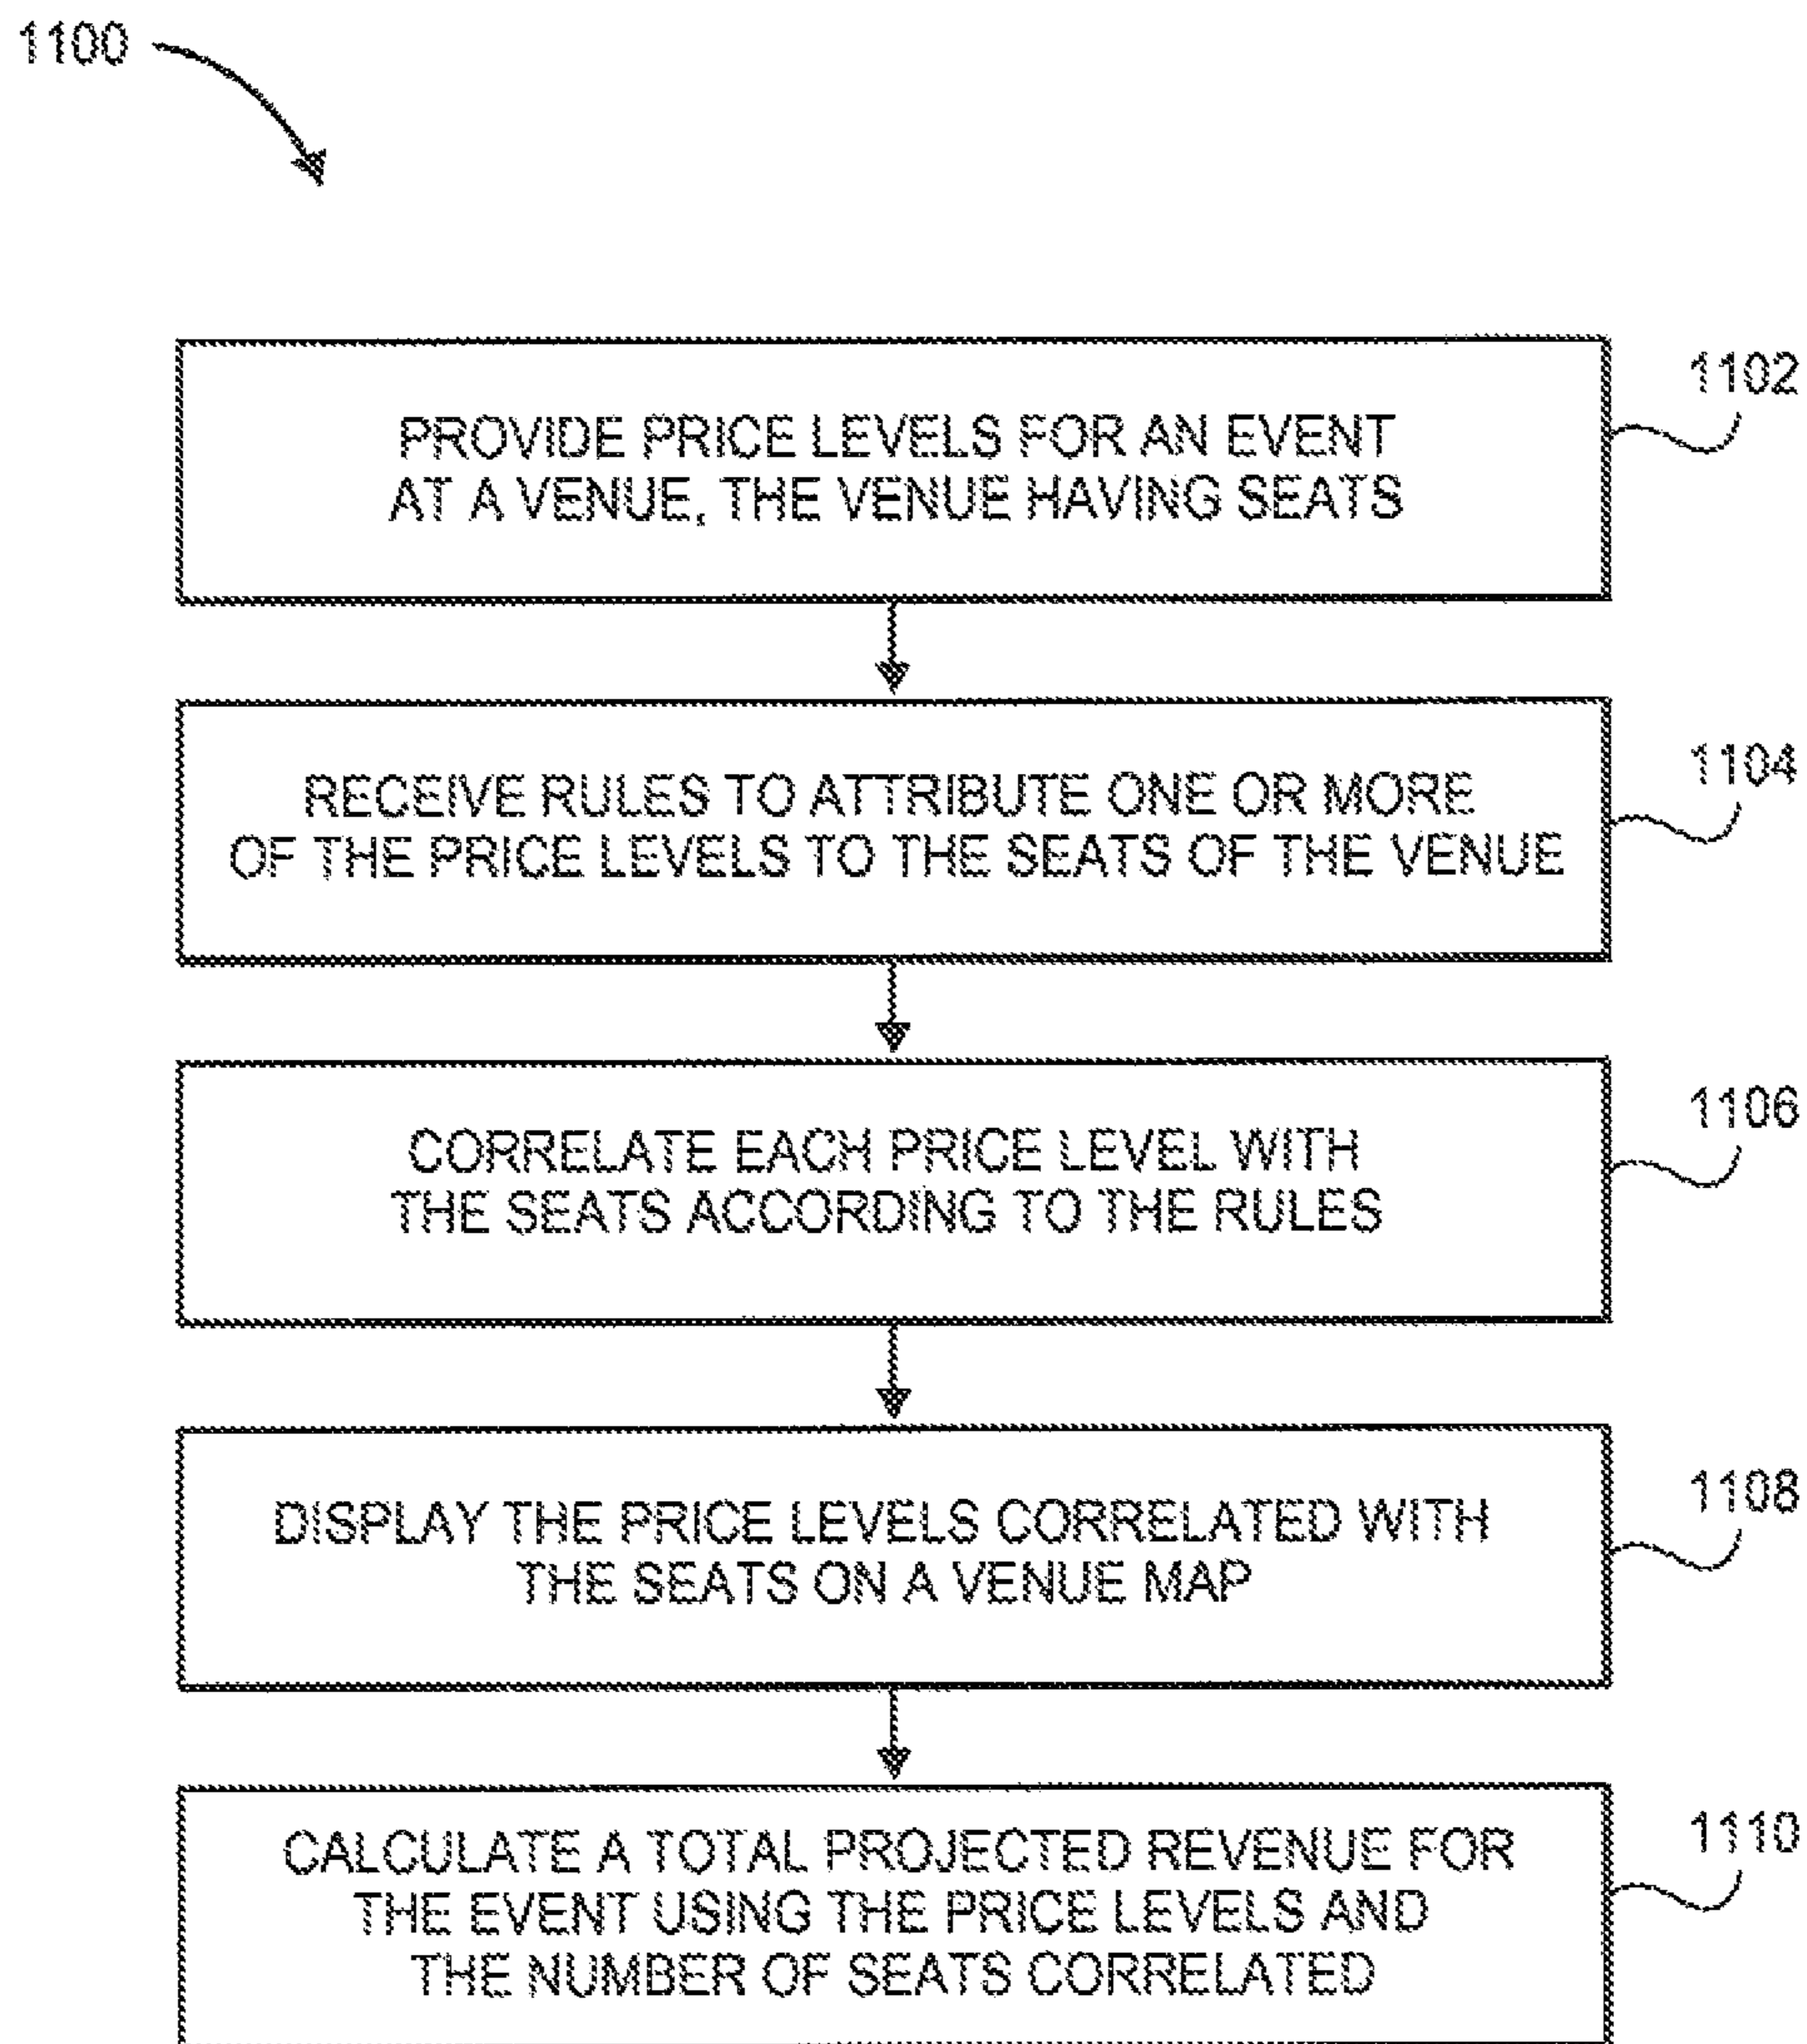 1100
PROVIDE PRICE LEVELS FOR AN EVENT
AT A VENUE, THE VENUE HAVING SEATS
1102
RECEIVE RULES TO ATTRIBUTE ONE OR MORE
OF THE PRICE LEVELS TO THE SEATS OF THE VENUE
1104
CORRELATE EACH PRICE LEVEL WITH
THE SEATS ACCORDING TO THE RULES
1106
DISPLAY THE PRICE LEVELS CORRELATED WITH
THE SEATS ON A VENUE MAP
1108
CALCULATE A TOTAL PROJECTED REVENUE FOR
THE EVENT USING THE PRICE LEVELS AND
THE NUMBER OF SEATS CORRELATED
1110